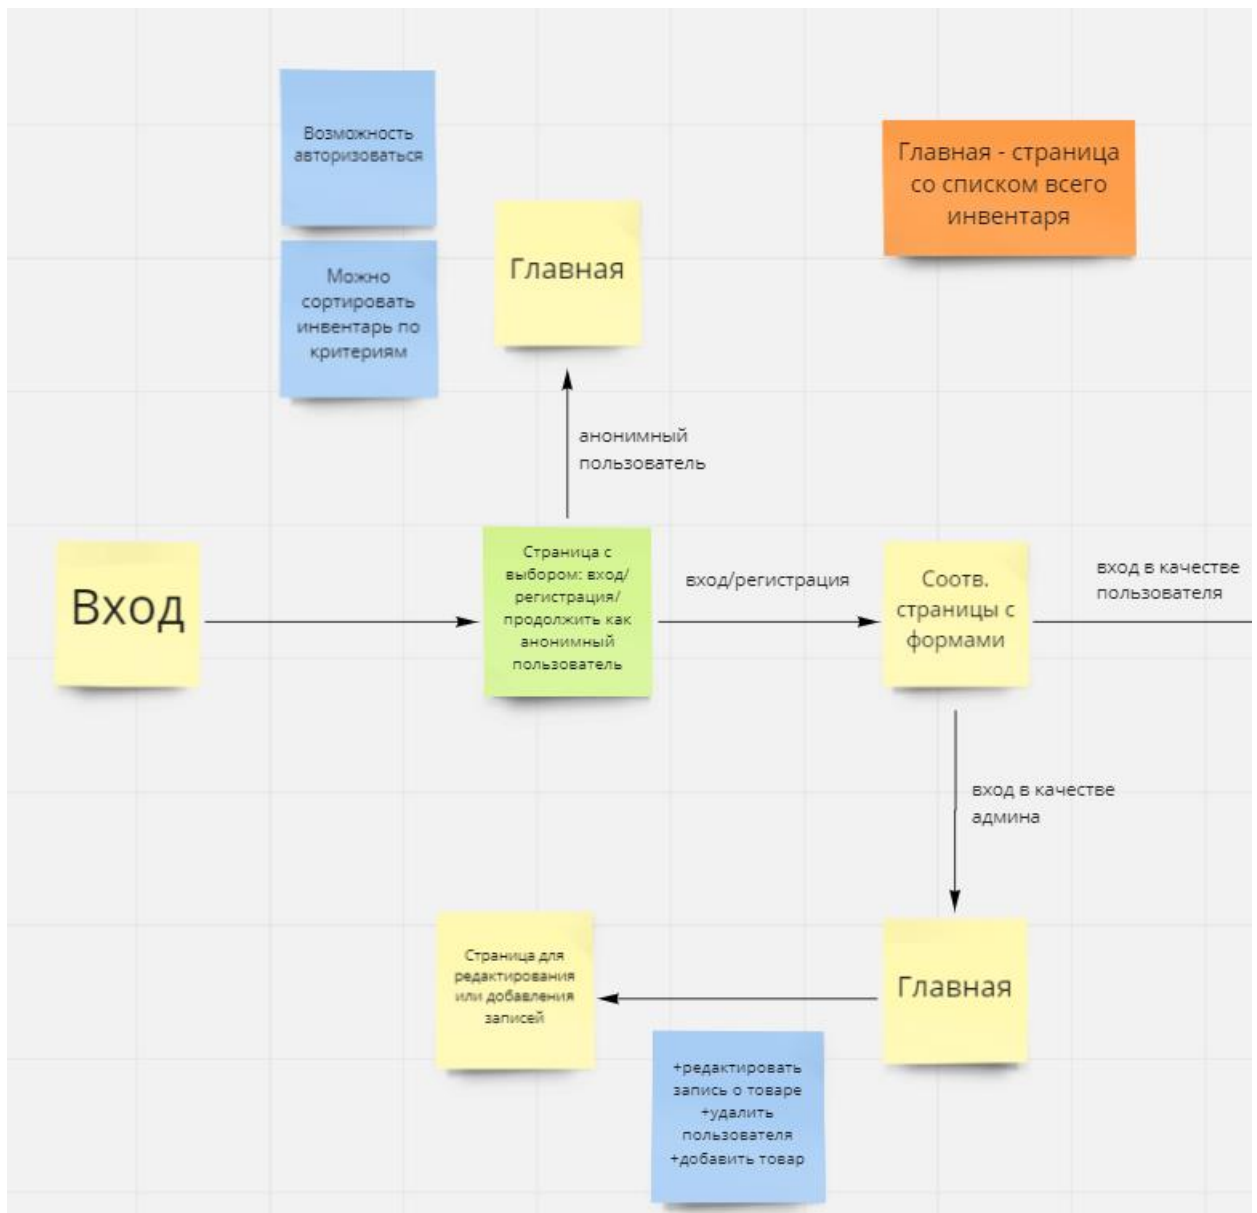 Возможность
авторизоваться
Можно
сортировать
инвентарь по
критериям
Главная
Главная - страница
со списком всего
инвентаря
анонимный
пользователь
Вход
Страница с
выбором: вход/
регистрация/
продолжить как
анонимный
пользователь
вход/регистрация
Соотв.
страницы с
формами
вход в качестве
пользователя
вход в качестве
админа
Страница для
редактирования
или добавления
записей
Главная
+редактировать
запись о товаре
+удалить
пользователя
+добавить товар